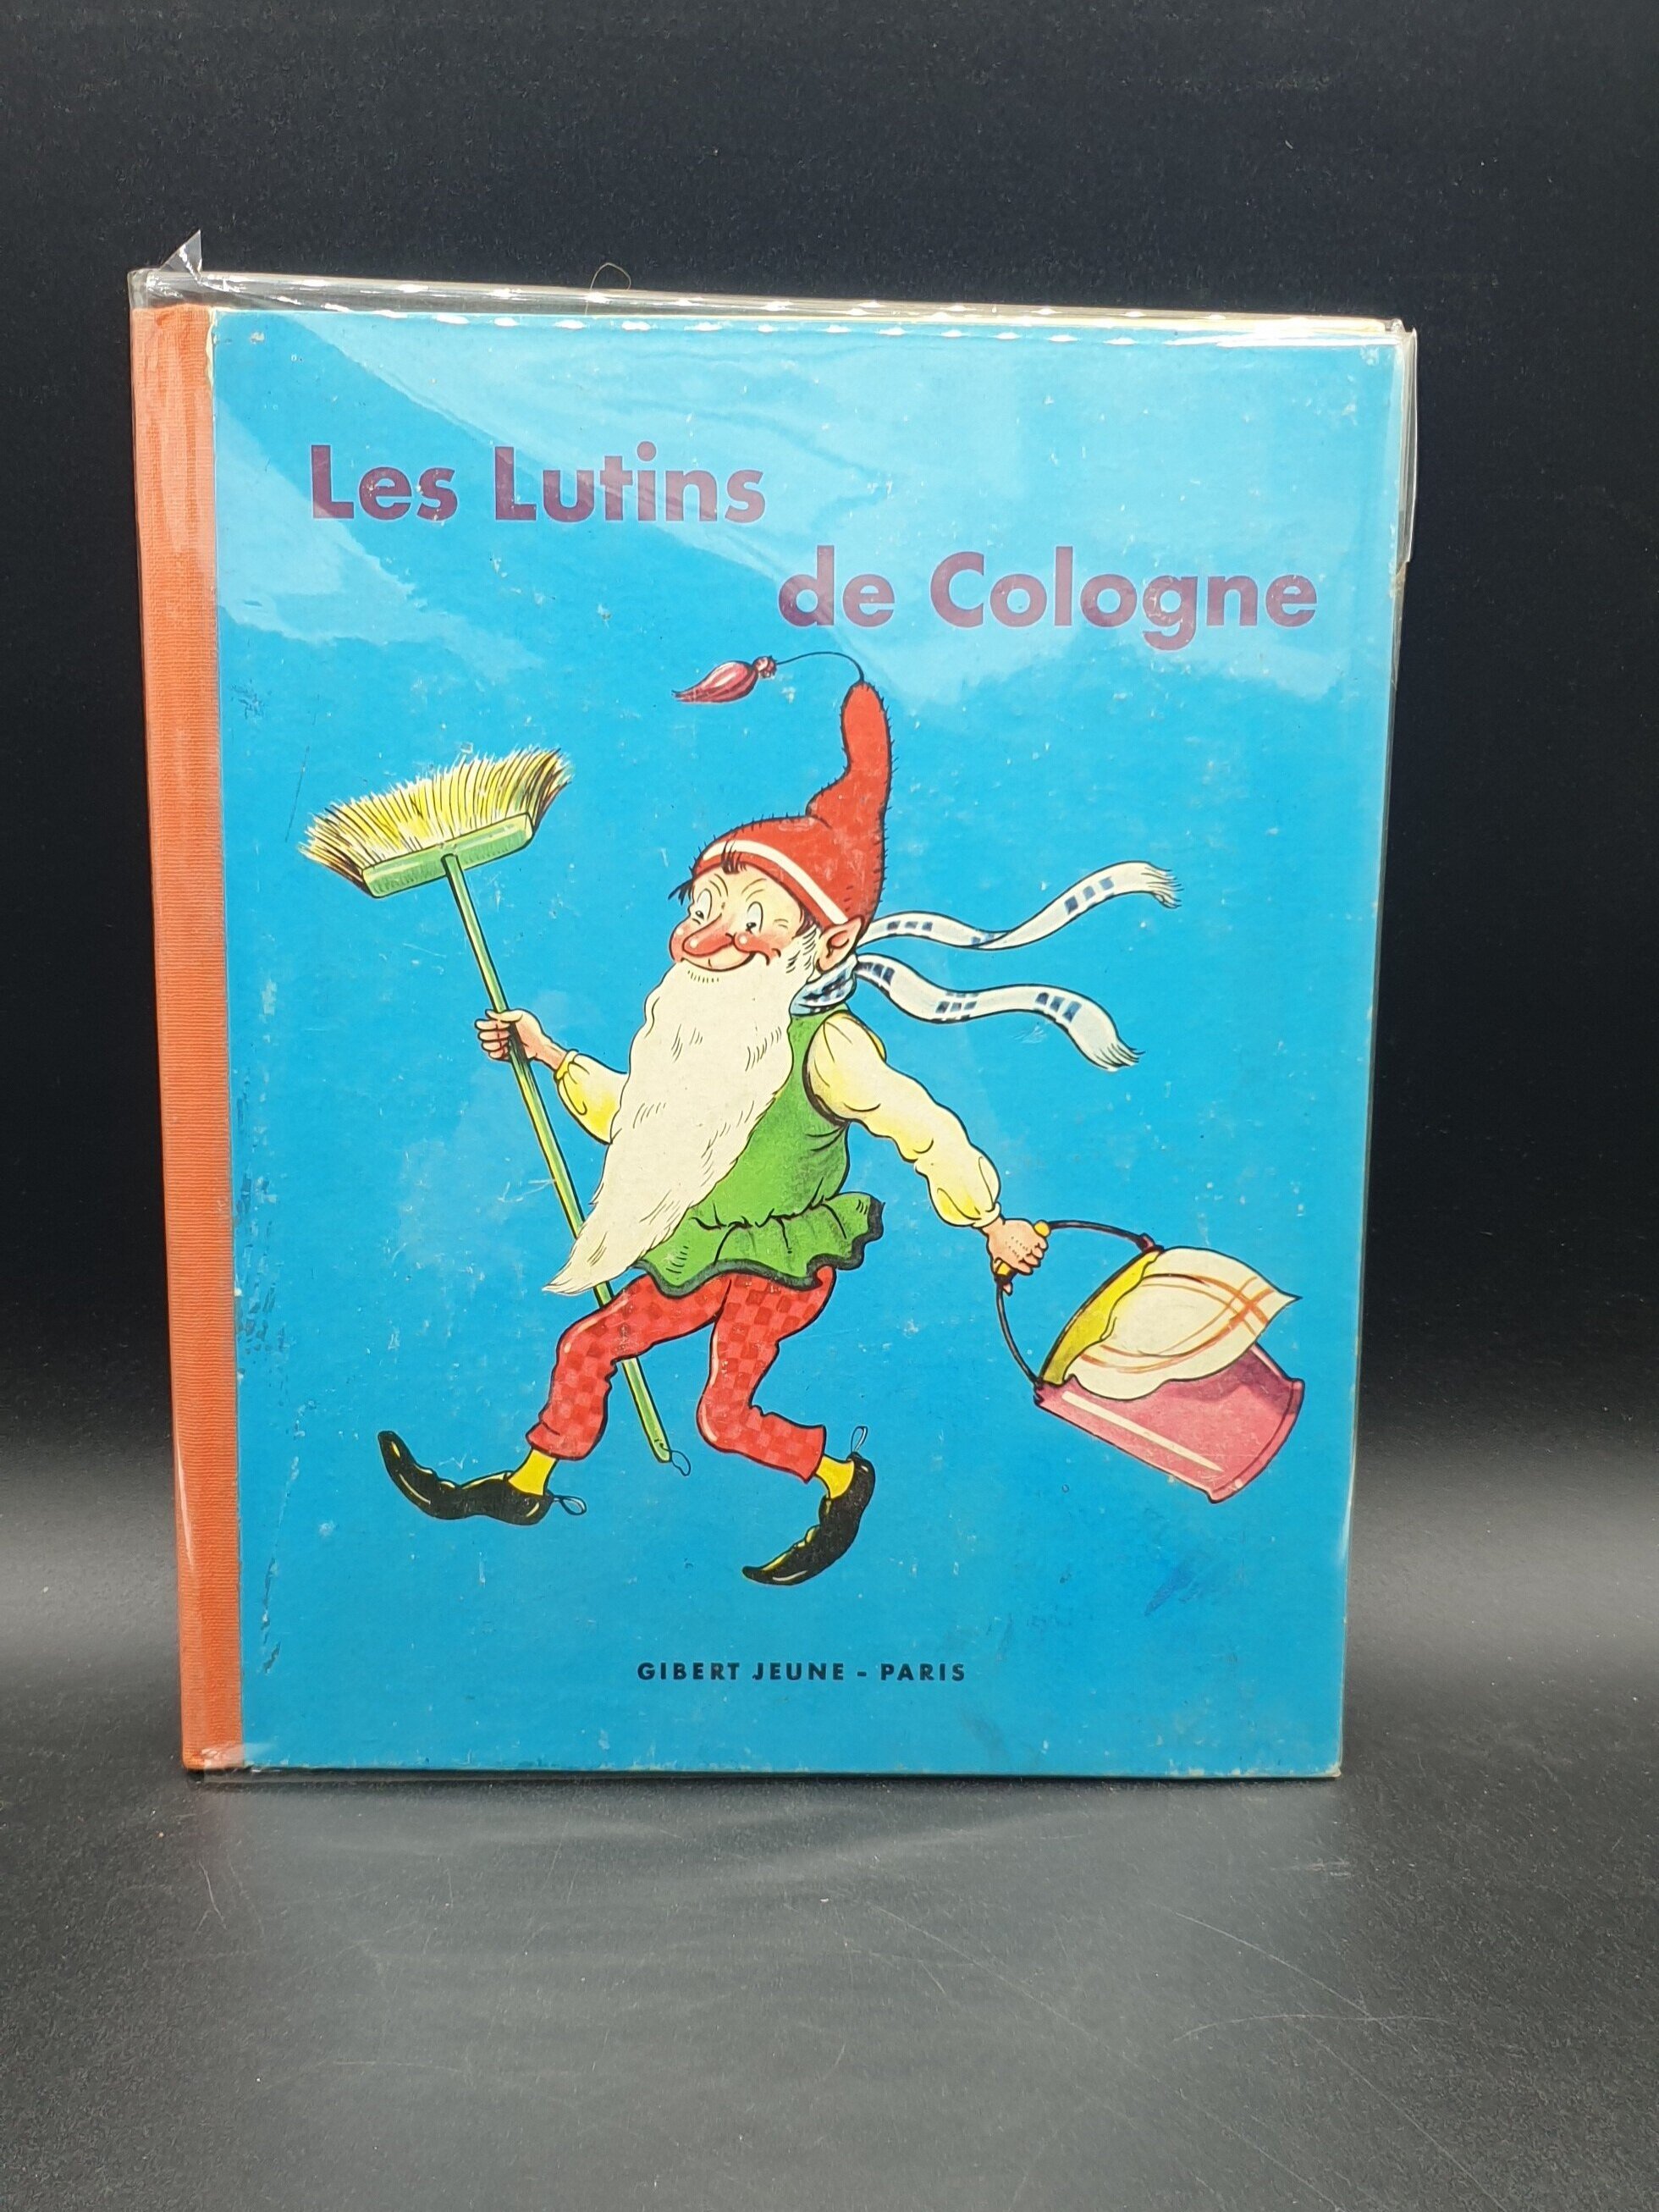 Les Lutins
de Cologne
GIBERT JEUNE - PARIS